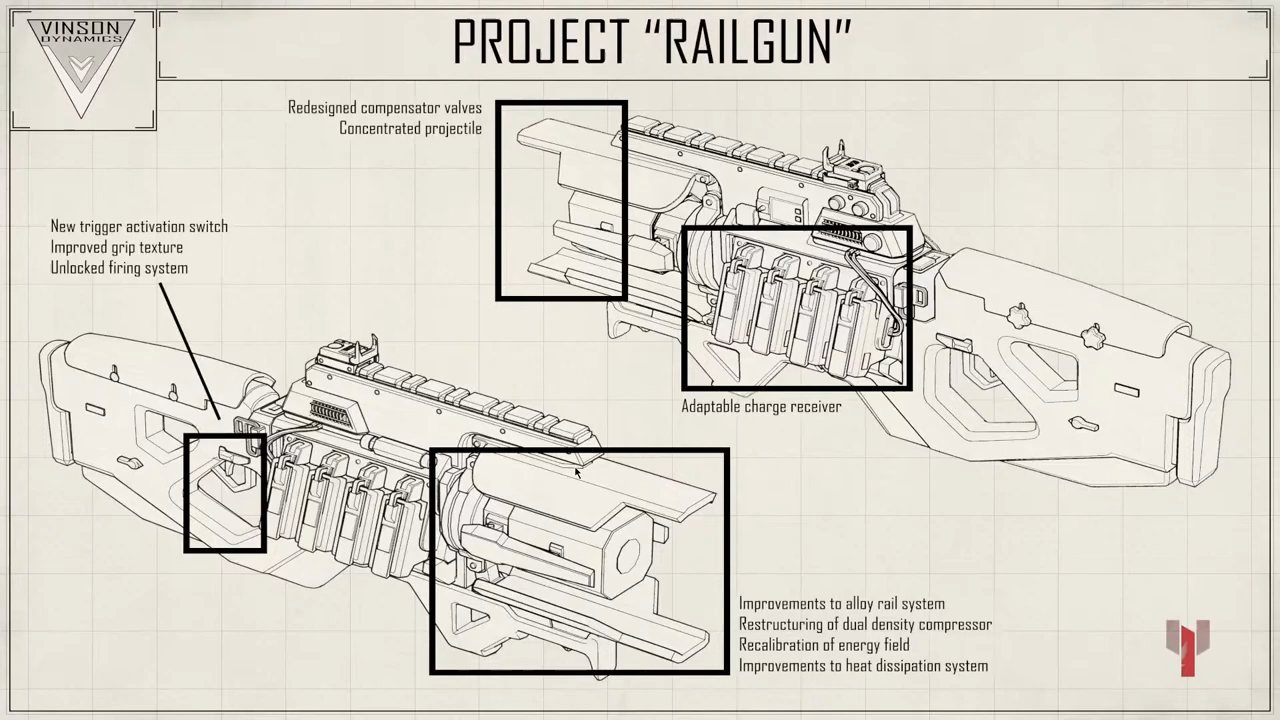 VINSON
DYNAMICS
PROJECT “RAILGUN”
Redesigned compensator valves
Concentrated projectile
New trigger activation switch
Improved grip texture
Unlocked firing system
Adaptable charge receiver
Improvements to alloy rail system
Restructuring of dual density compressor
Recalibration of energy field
Improvements to heat dissipation system